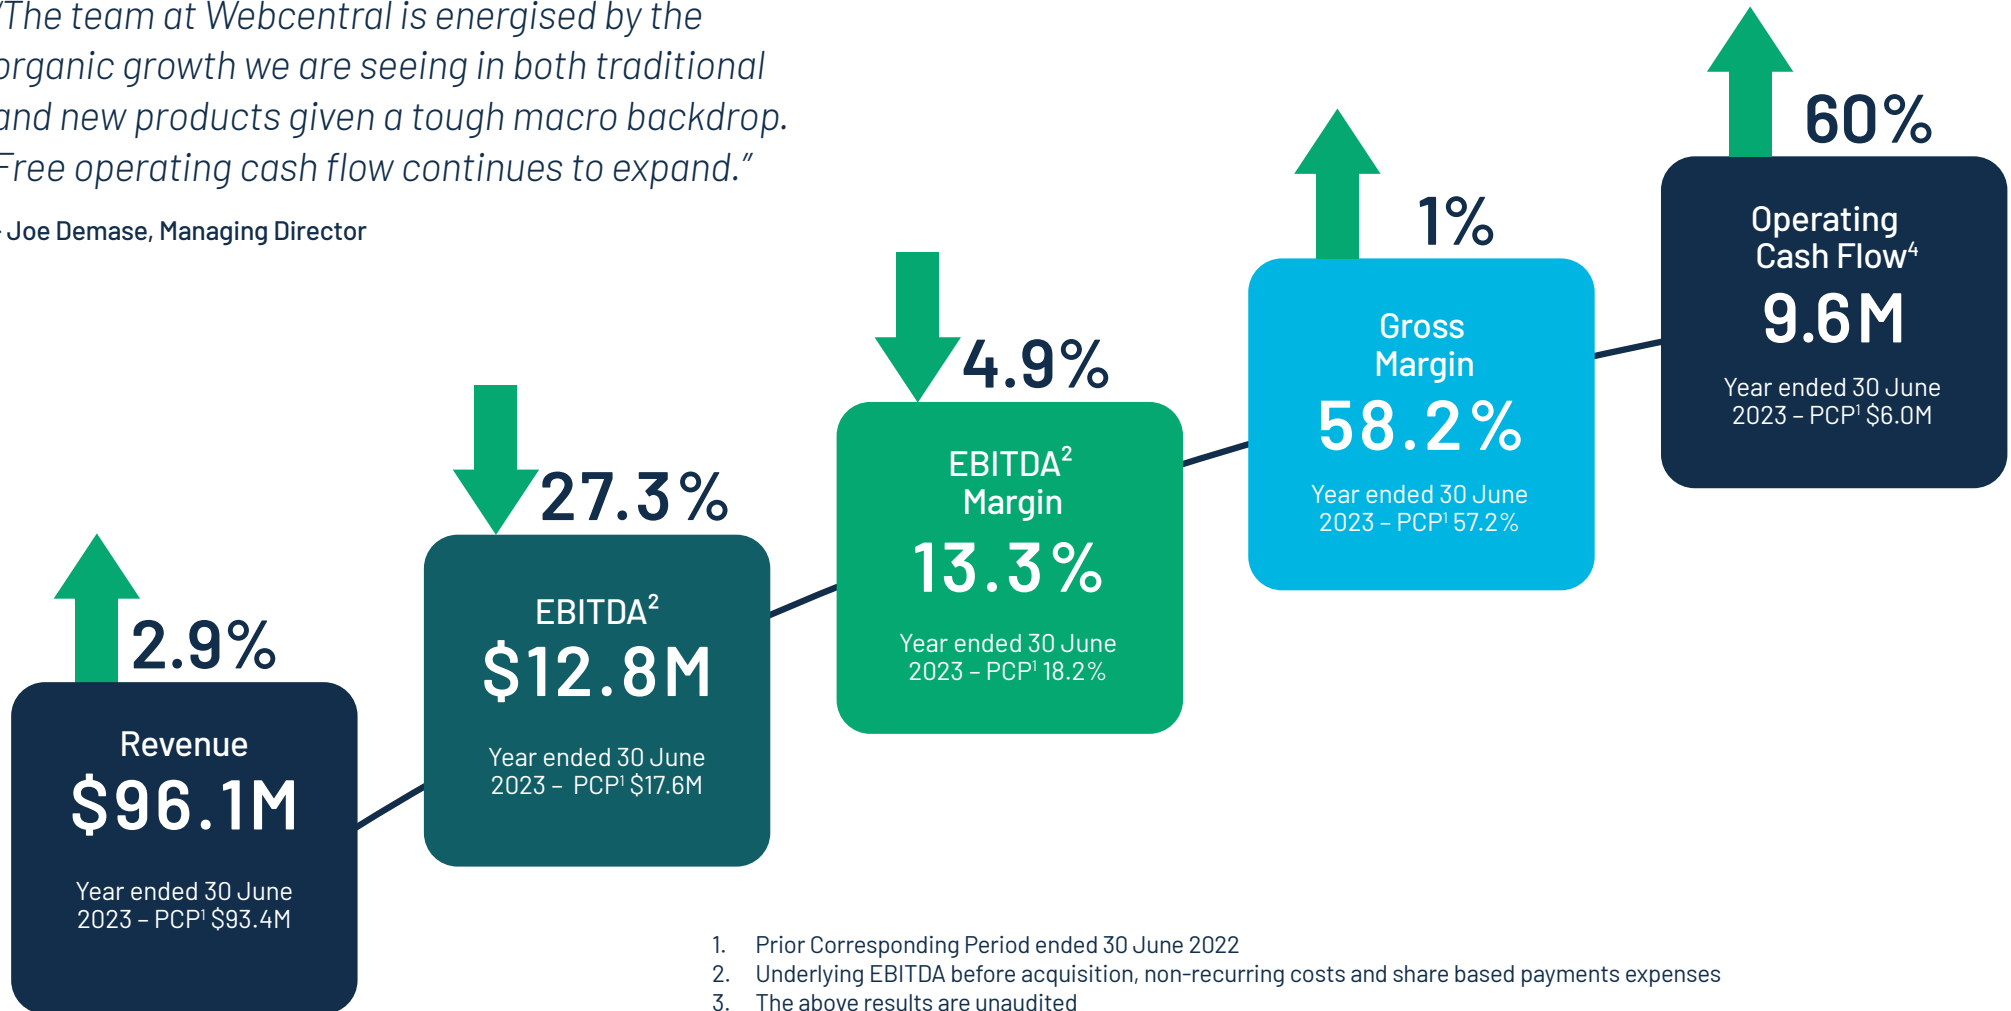 “The team at Webcentral is energised by the
organic growth we are seeing in both traditional
and new products given a tough macro backdrop.
Free operating cash flow continues to expand.”
- Joe Demase, Managing Director
2.9%
Revenue
$96.1M
Year ended 30 June
2023 – PCP¹ $93.4M
27.3%
EBITDA²
$12.8M
Year ended 30 June
2023 – PCP¹ $17.6M
4.9%
EBITDA²
Margin
13.3%
Year ended 30 June
2023 – PCP¹ 18.2%
1%
Gross
Margin
58.2%
Year ended 30 June
2023 – PCP¹ 57.2%
60%
Operating
Cash Flow⁴
9.6M
Year ended 30 June
2023 – PCP¹ $6.0M
1. Prior Corresponding Period ended 30 June 2022
2. Underlying EBITDA before acquisition, non-recurring costs and share based payments expenses
3. The above results are unaudited